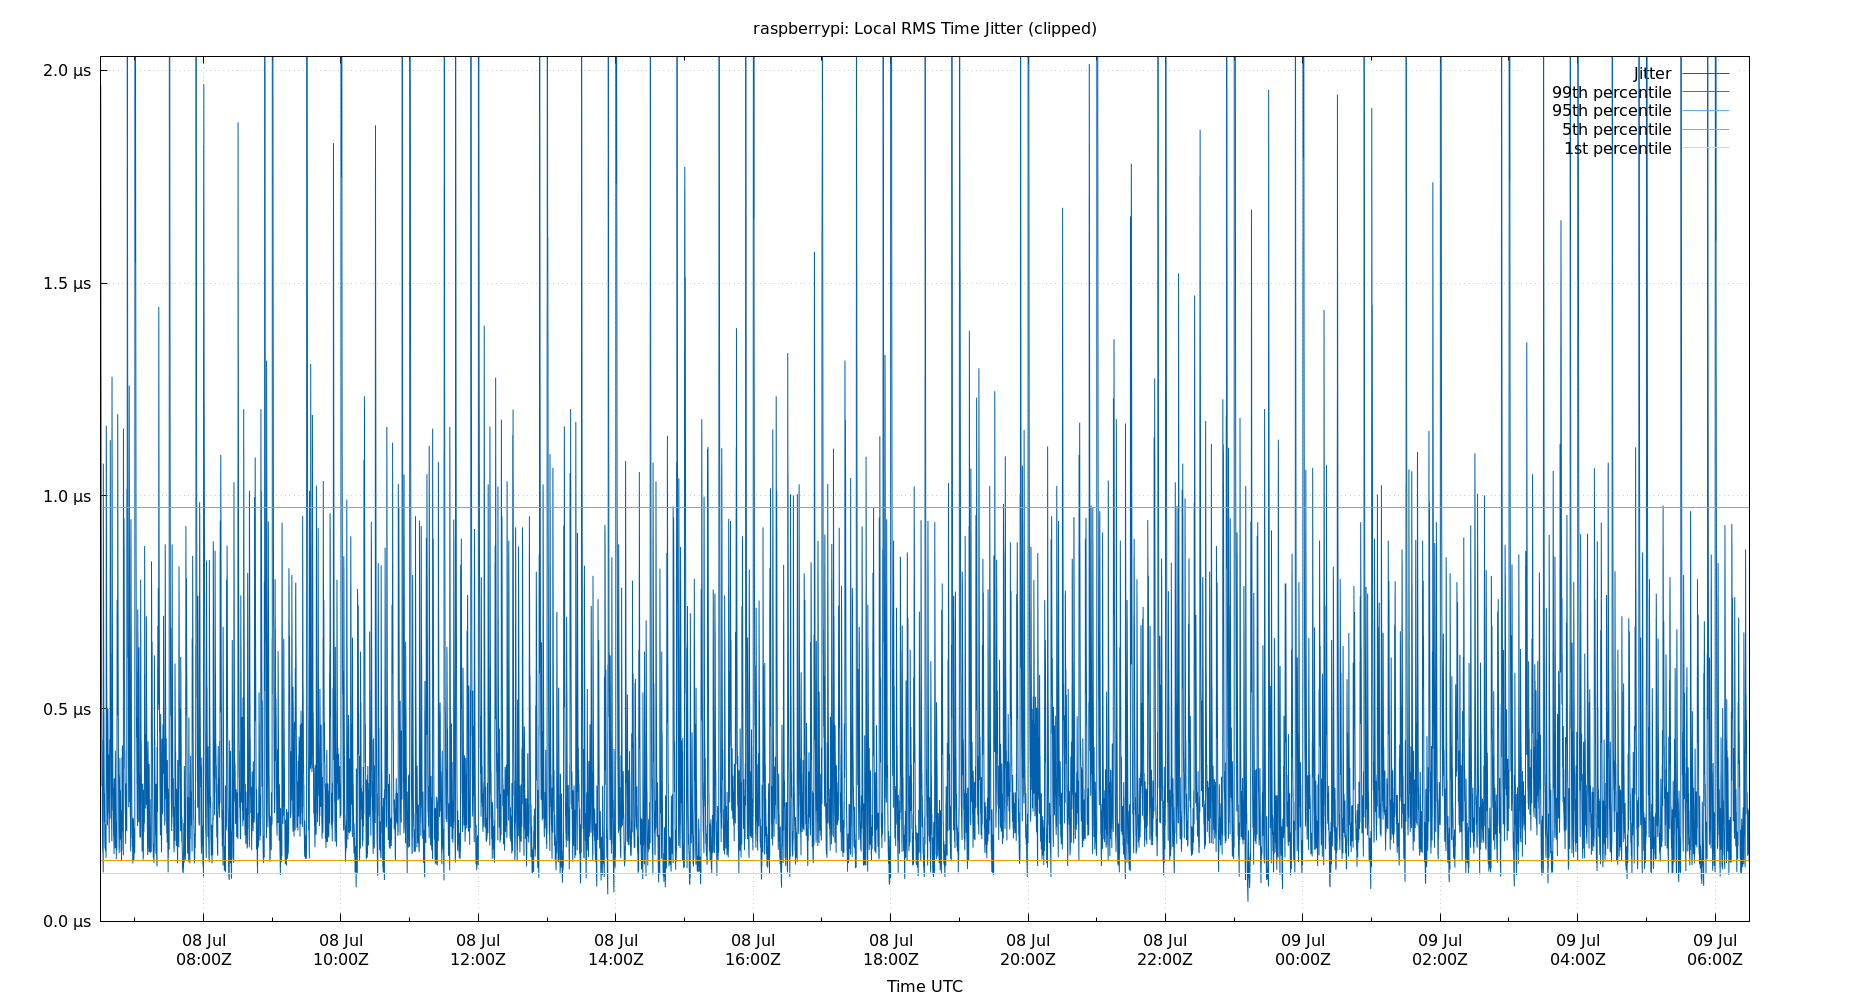 raspberrypi: Local RMS Time Jitter (clipped)
2.0 µs
1.5 µs
1.0 µs
0.5 µs
0.0 µs
Jitter
99th percentile
95th percentile
5th percentile
1st percentile
08 Jul 08 Jul 08 Jul 08 Jul 08 Jul 08 Jul 08 Jul 08 Jul 09 Jul 09 Jul 09 Jul 09 Jul
08:00Z 10:00Z 12:00Z 14:00Z 16:00Z 18:00Z 20:00Z 22:00Z 00:00Z 02:00Z 04:00Z 06:00Z
Time UTC